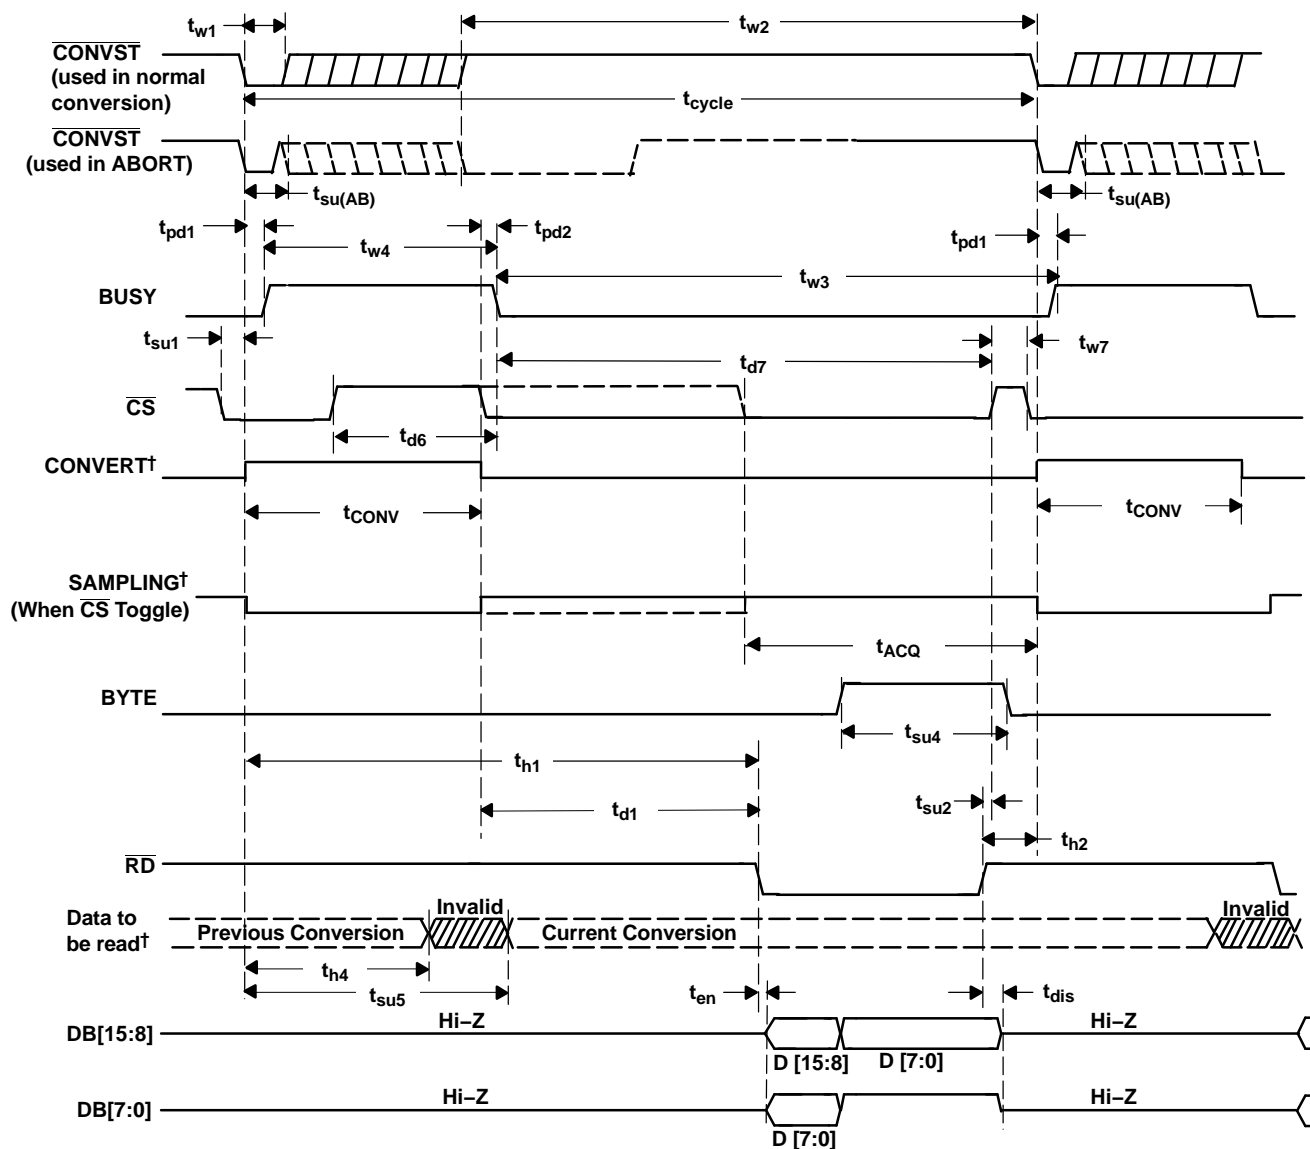 tw1
tw2
CONVST
(used in normal
conversion)
tcycle
CONVST
(used in ABORT)
tsu(AB)
tsu(AB)
tpd1
tw4
tpd2
tpd1
tw3
BUSY
tsu1
td7
tw7
CS
td6
CONVERT†
tCONV
tCONV
SAMPLING†
(When CS Toggle)
tACQ
BYTE
tsu4
th1
td1
tsu2
th2
RD
Data to
be read†
Previous Conversion
Invalid
Current Conversion
Invalid
th4
tsu5
ten
tdis
DB[15:8]
Hi–Z
D [15:8]
D [7:0]
Hi–Z
DB[7:0]
Hi–Z
D [7:0]
Hi–Z